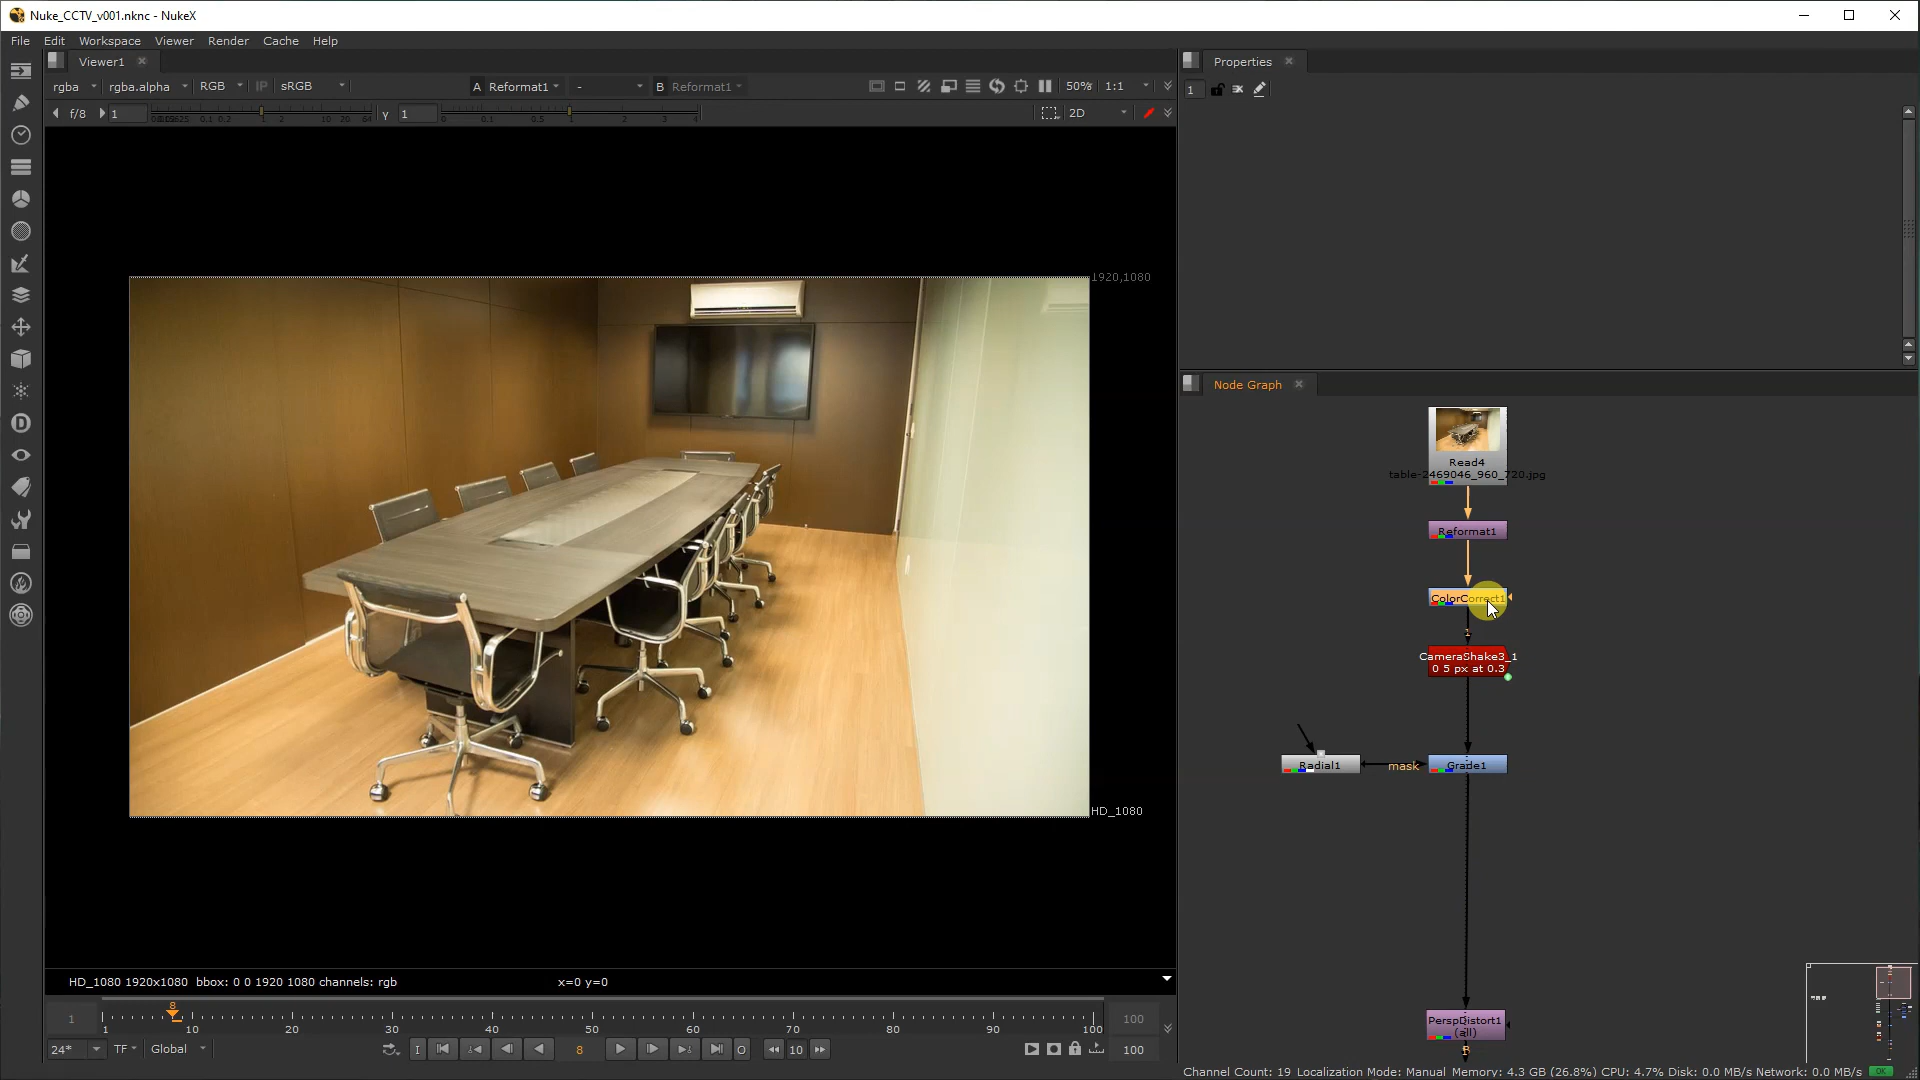 Nuke_CCTV_v001.nknc - NukeX
File Edit Workspace Viewer Render Cache Help
Viewer1
Properties
rgba rgba.alpha RGB IP sRGB A Reformat1 - B Reformat1 50% 1:1
1
f/8 1 γ 1 2D
1920,1080
Node Graph
Read4
table-2469046_960_720.jpg
Reformat1
ColorCorrect1
CameraShake3_1
0 5 px at 0.3
Radial1 mask Grade1
HD_1080
HD_1080 1920x1080 bbox: 0 0 1920 1080 channels: rgb x=0 y=0
8
1 100
1 10 20 30 40 50 60 70 80 90 100
PerspDistort1
(all)
B
24* TF Global I 8 O 10 100
Channel Count: 19 Localization Mode: Manual Memory: 4.3 GB (26.8%) CPU: 4.7% Disk: 0.0 MB/s Network: 0.0 MB/s OK